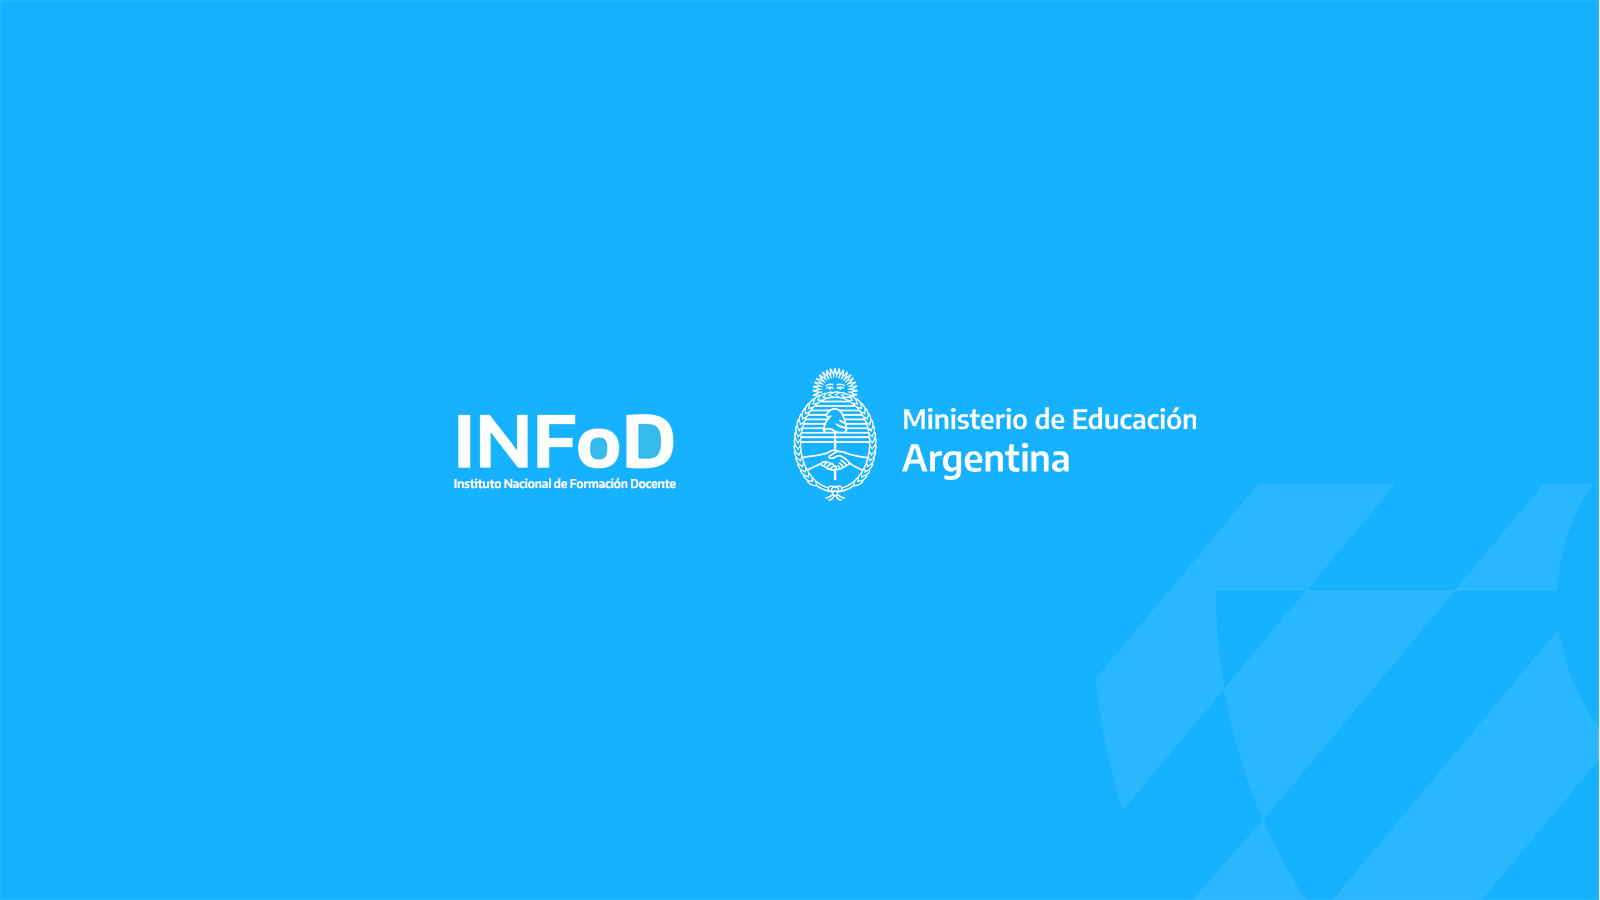 INFoD
Instituto Nacional de Formación Docente
Ministerio de Educación
Argentina